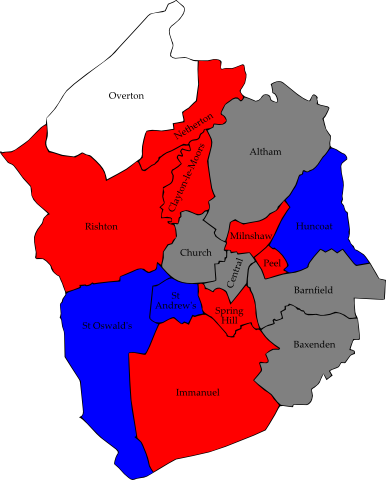 Overton
Netherton
Altham
Clayton-le-Moors
Rishton
Huncoat
Milnshaw
Church
Peel
Central
Barnfield
St
Andrew's
Spring
Hill
St Oswald's
Baxenden
Immanuel